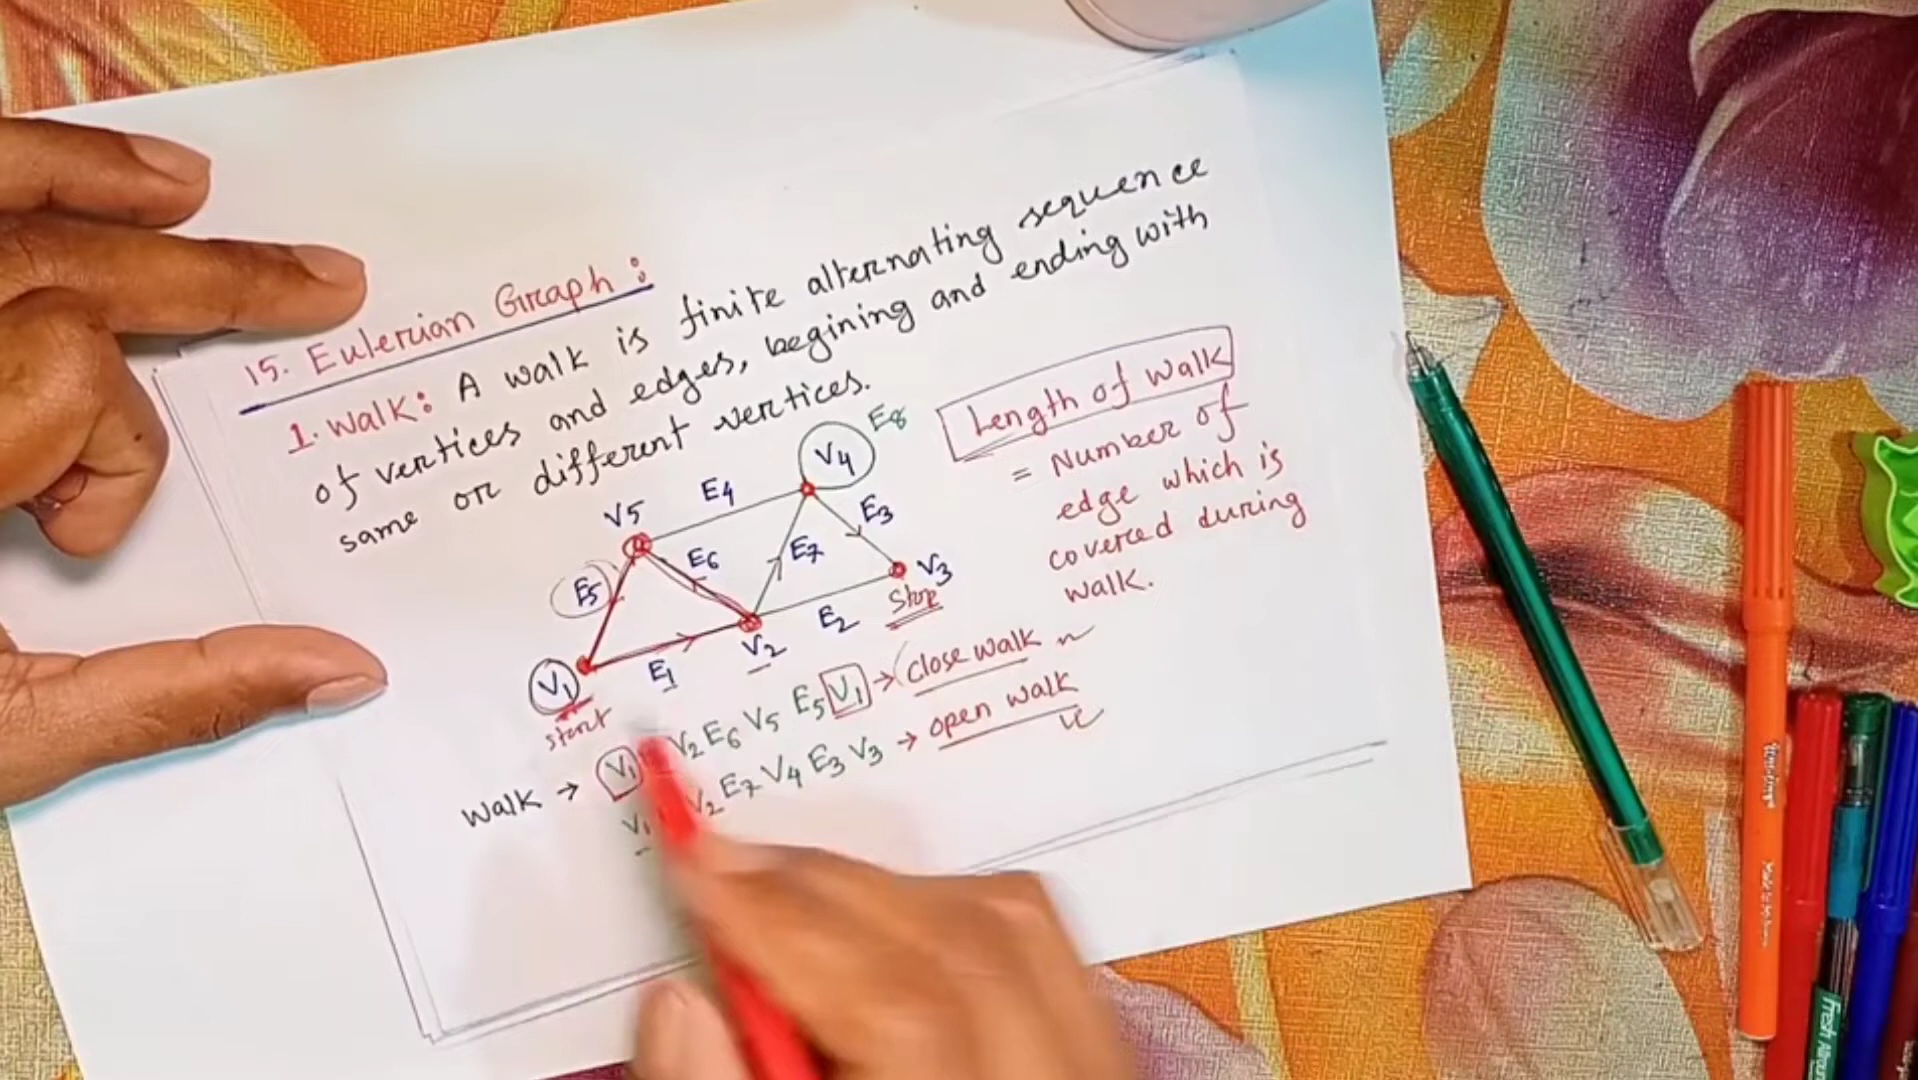 15. Eulerian Graph:
1. Walk: A walk is finite alternating sequence
of vertices and edges, begining and ending with
same or different vertices.
Length of walk
= Number of
edge which is
covered during
walk.
V4 E8
V5 E4 E3
E5 E6 E7 V3
Stop
V1 E1 V2 E2
start
Walk → V1 V2 E6 V5 E5 V1 → close walk
V1 V2 E7 V4 E3 V3 → open walk